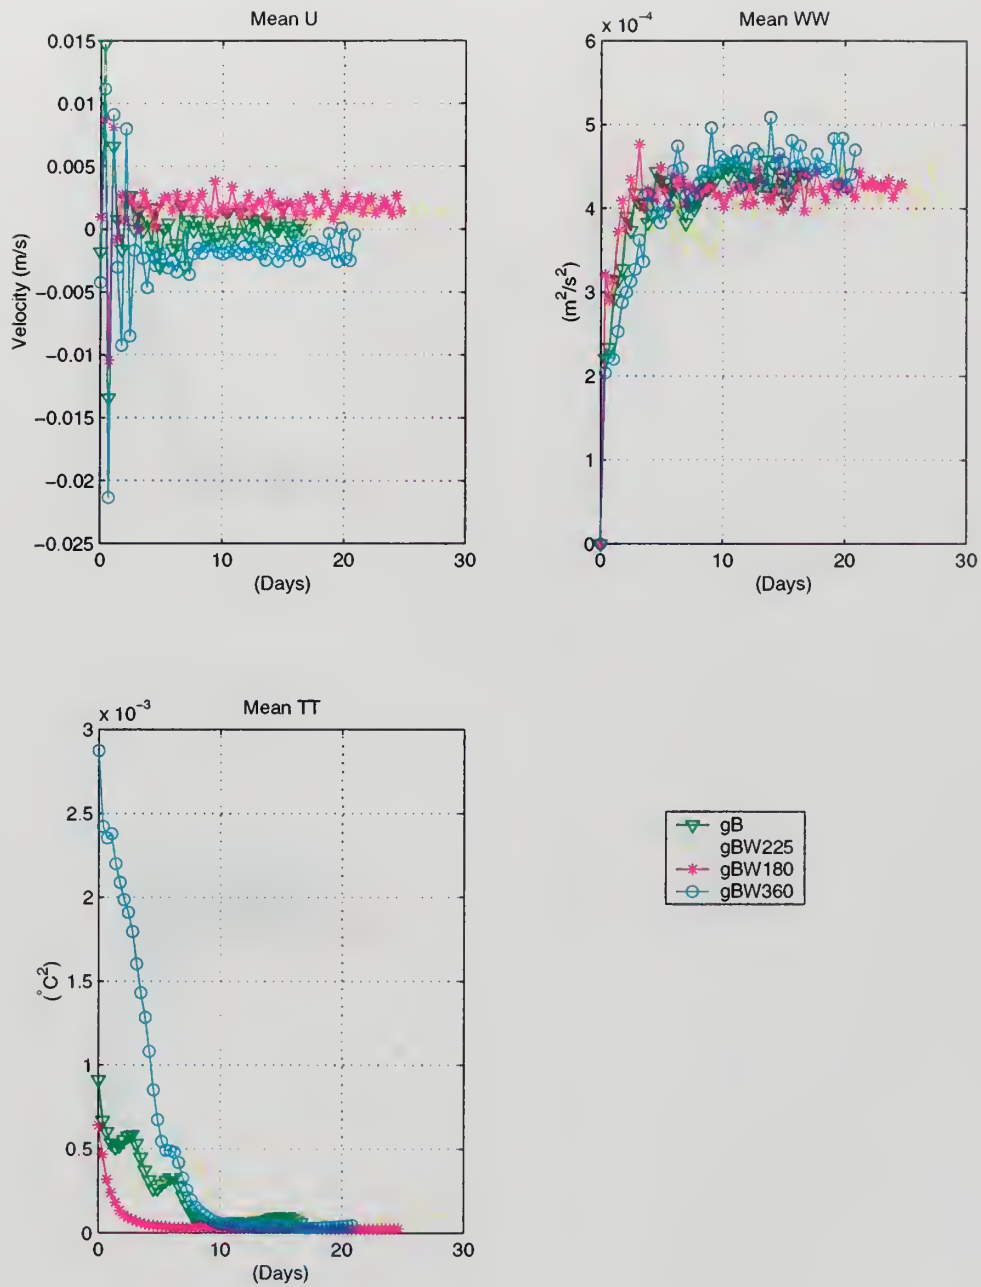 Mean U
0.015
0.01
0.005
0
−0.005
−0.01
−0.015
−0.02
−0.025
Velocity (m/s)
0 10 20 30
(Days)
Mean WW
x 10⁻⁴
6
5
4
3
2
1
0
(m²/s²)
0 10 20 30
(Days)
Mean TT
x 10⁻³
3
2.5
2
1.5
1
0.5
0
(°C²)
0 10 20 30
(Days)
gB
gBW225
gBW180
gBW360